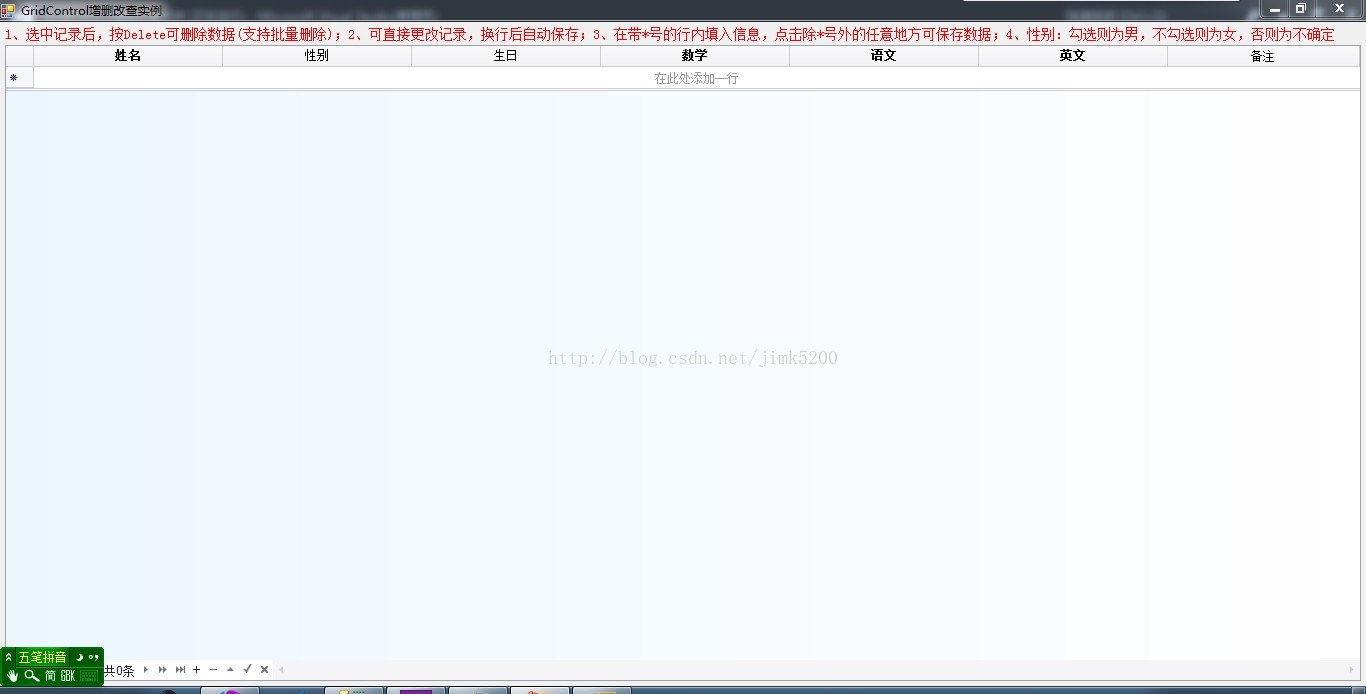 GridControl增删改查实例
1、选中记录后，按Delete可删除数据(支持批量删除)；2、可直接更改记录，换行后自动保存；3、在带*号的行内填入信息，点击除*号外的任意地方可保存数据；4、性别：勾选则为男，不勾选则为女，否则为不确定
姓名 性别 生日 数学 语文 英文 备注
* 在此处添加一行
http://blog.csdn.net/jimk5200
五笔拼音
简 GBK 共0条